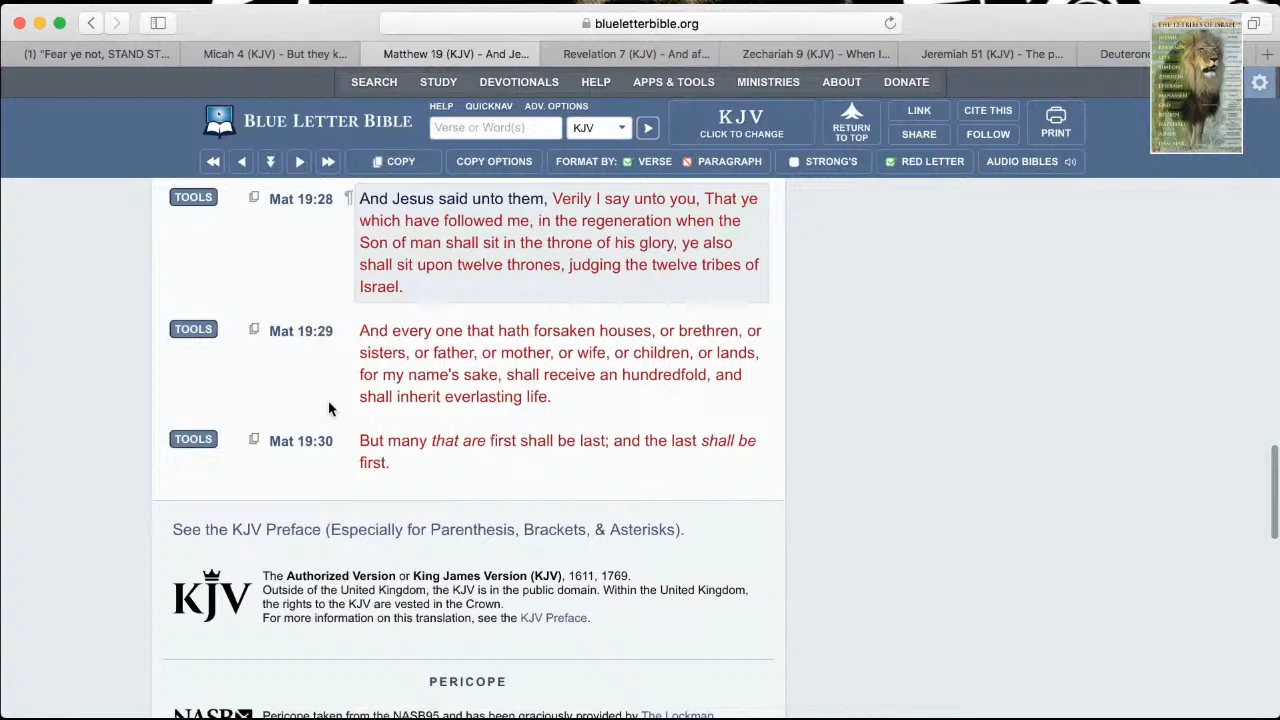 blueletterbible.org
(1) "Fear ye not, STAND ST...
Micah 4 (KJV) - But they k...
Matthew 19 (KJV) - And Je...
Revelation 7 (KJV) - And af...
Zechariah 9 (KJV) - When I...
Jeremiah 51 (KJV) - The p...
Deuteron
THE 12 TRIBES OF ISRAEL
SEARCH STUDY DEVOTIONALS HELP APPS & TOOLS MINISTRIES ABOUT DONATE
BLUE LETTER BIBLE
HELP QUICKNAV ADV. OPTIONS
Verse or Word(s)
KJV
KJV
CLICK TO CHANGE
RETURN
TO TOP
LINK
CITE THIS
SHARE
FOLLOW
PRINT
COPY COPY OPTIONS FORMAT BY: VERSE PARAGRAPH STRONG'S RED LETTER AUDIO BIBLES
TOOLS Mat 19:28 ¶ And Jesus said unto them, Verily I say unto you, That ye
which have followed me, in the regeneration when the
Son of man shall sit in the throne of his glory, ye also
shall sit upon twelve thrones, judging the twelve tribes of
Israel.
TOOLS Mat 19:29 And every one that hath forsaken houses, or brethren, or
sisters, or father, or mother, or wife, or children, or lands,
for my name's sake, shall receive an hundredfold, and
shall inherit everlasting life.
TOOLS Mat 19:30 But many that are first shall be last; and the last shall be
first.
See the KJV Preface (Especially for Parenthesis, Brackets, & Asterisks).
KJV
The Authorized Version or King James Version (KJV), 1611, 1769.
Outside of the United Kingdom, the KJV is in the public domain. Within the United Kingdom,
the rights to the KJV are vested in the Crown.
For more information on this translation, see the KJV Preface.
PERICOPE
NASB Pericope taken from the NASB95 and has been graciously provided by The Lockman